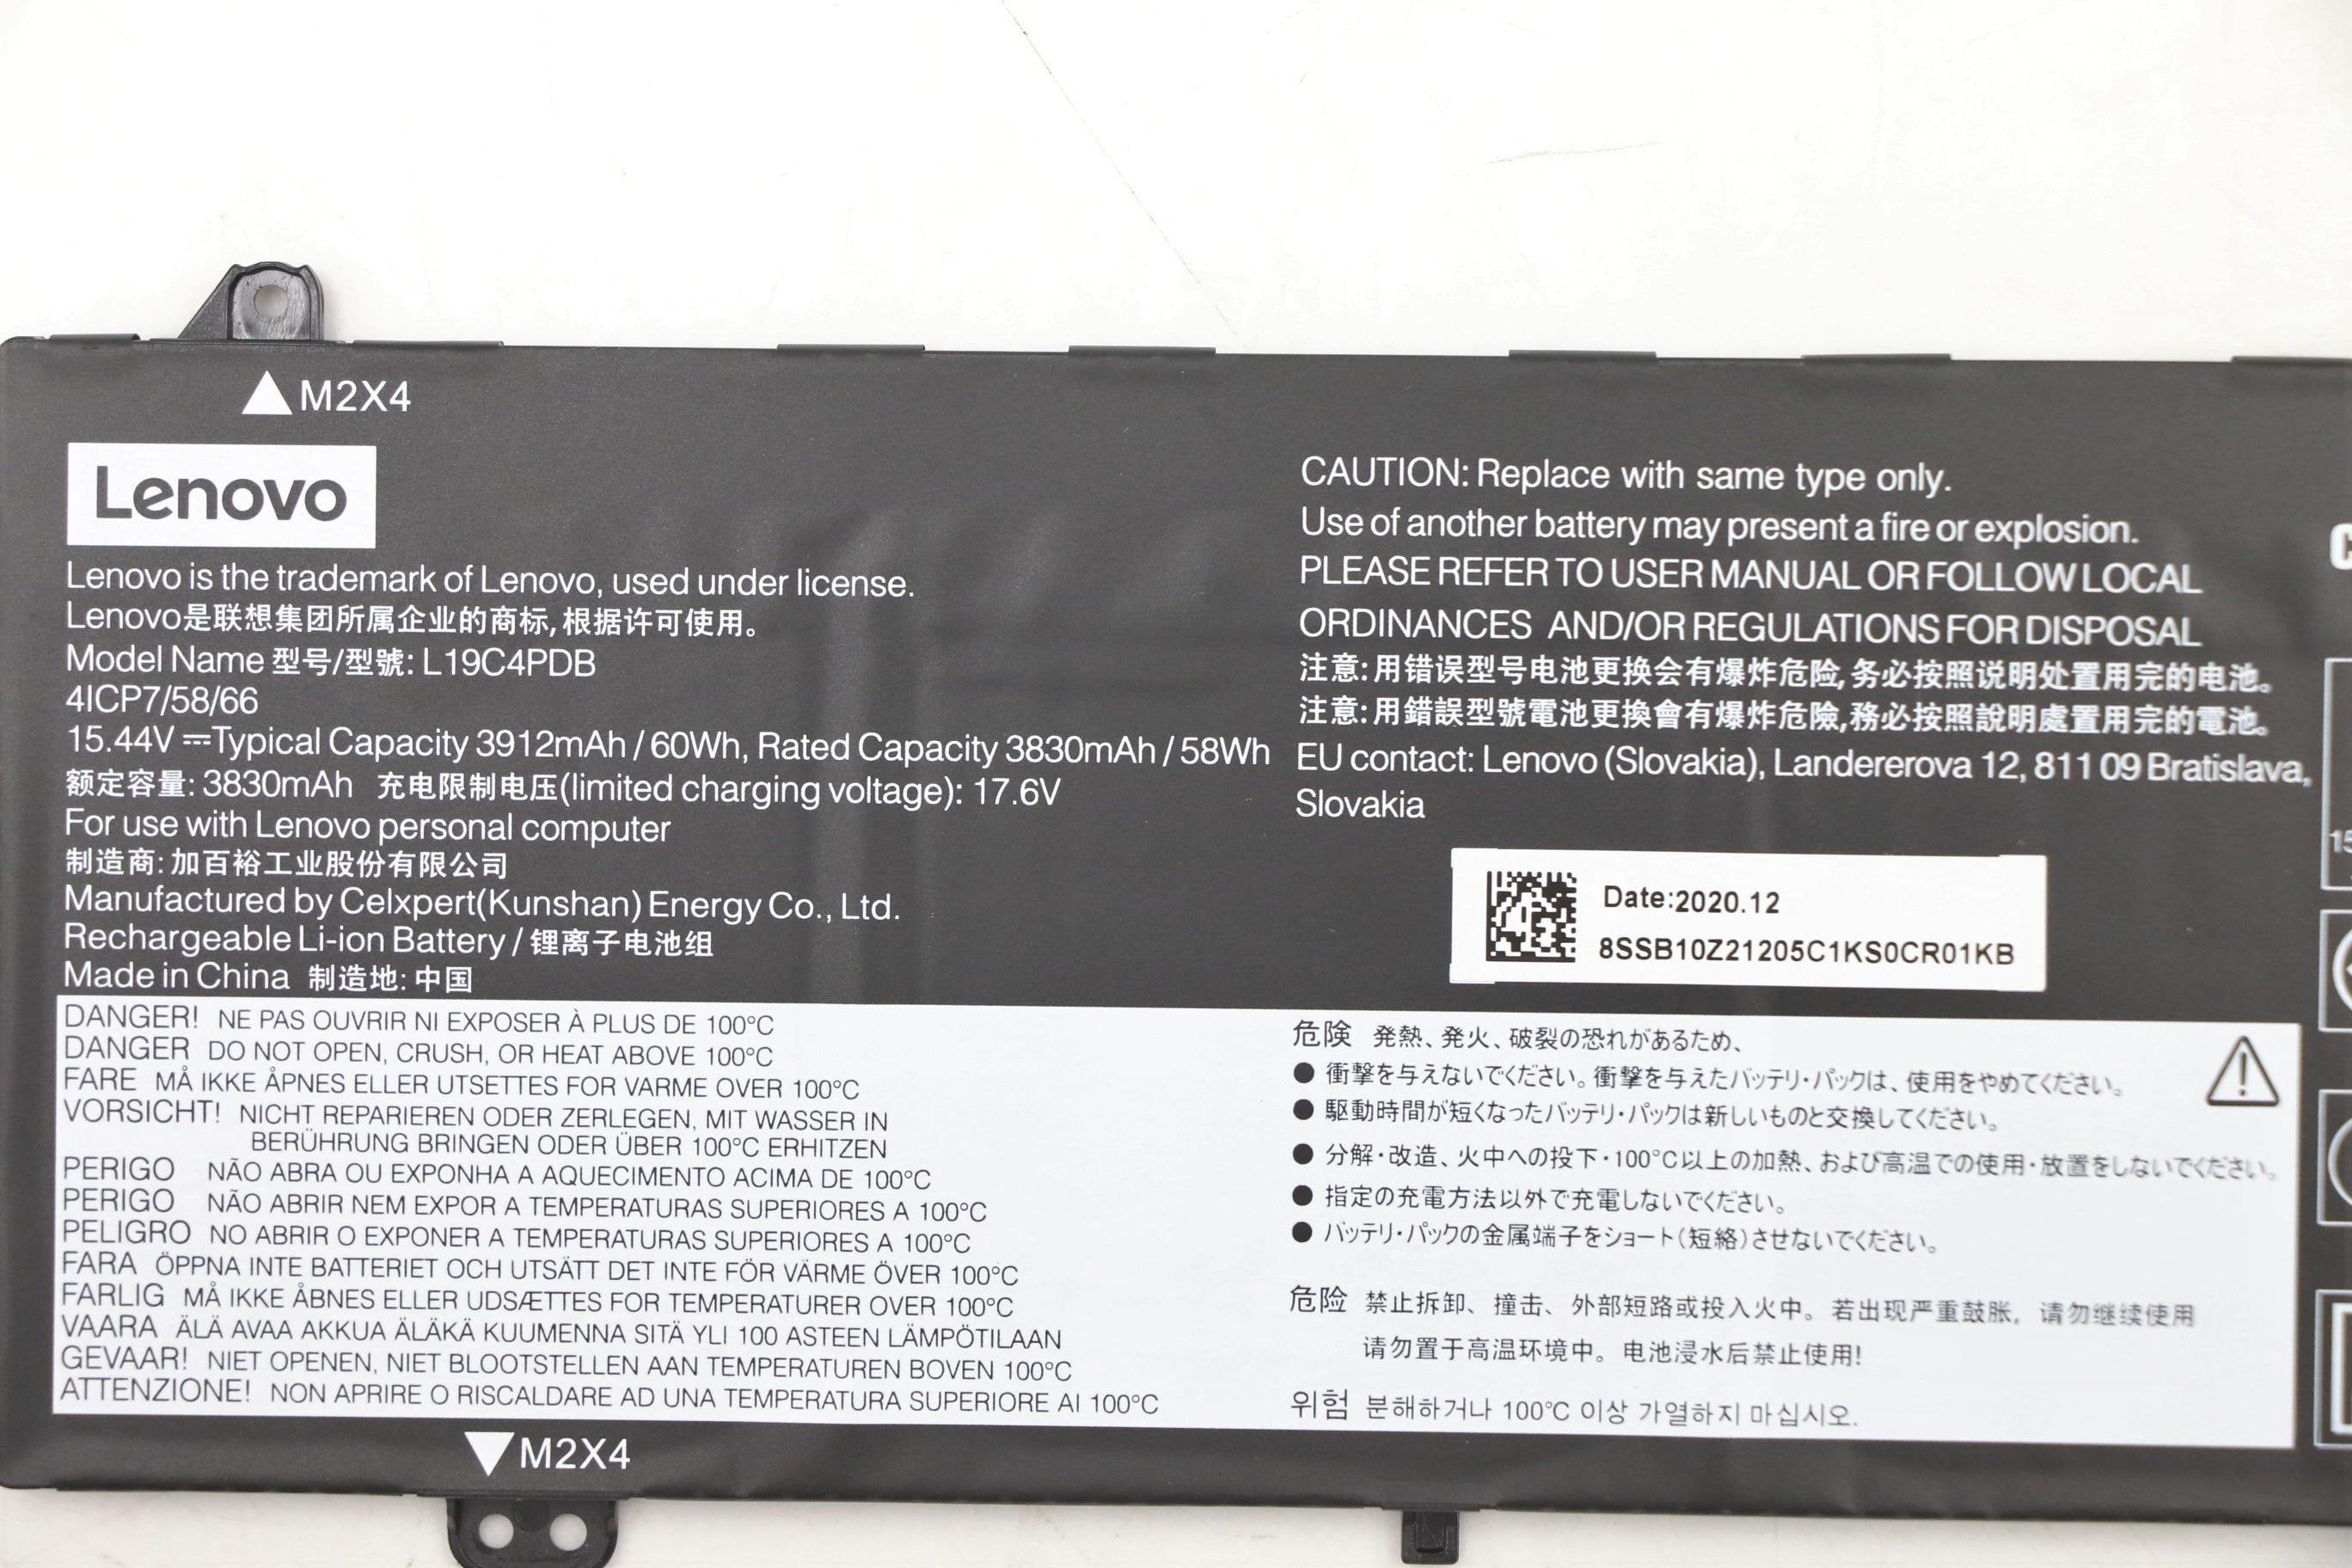 M2X4
Lenovo
Lenovo is the trademark of Lenovo, used under license.
Lenovo是联想集团所属企业的商标,根据许可使用。
Model Name 型号/型號: L19C4PDB
4ICP7/58/66
15.44V ⎓Typical Capacity 3912mAh / 60Wh, Rated Capacity 3830mAh / 58Wh
额定容量: 3830mAh 充电限制电压(limited charging voltage): 17.6V
For use with Lenovo personal computer
制造商: 加百裕工业股份有限公司
Manufactured by Celxpert(Kunshan) Energy Co., Ltd.
Rechargeable Li-ion Battery / 锂离子电池组
Made in China 制造地: 中国
CAUTION: Replace with same type only.
Use of another battery may present a fire or explosion.
PLEASE REFER TO USER MANUAL OR FOLLOW LOCAL
ORDINANCES AND/OR REGULATIONS FOR DISPOSAL
注意: 用错误型号电池更换会有爆炸危险,务必按照说明处置用完的电池。
注意: 用錯誤型號電池更換會有爆炸危險,務必按照說明處置用完的電池。
EU contact: Lenovo (Slovakia), Landererova 12, 811 09 Bratislava,
Slovakia
Date:2020.12
8SSB10Z21205C1KS0CR01KB
DANGER! NE PAS OUVRIR NI EXPOSER À PLUS DE 100°C
DANGER DO NOT OPEN, CRUSH, OR HEAT ABOVE 100°C
FARE MÅ IKKE ÅPNES ELLER UTSETTES FOR VARME OVER 100°C
VORSICHT! NICHT REPARIEREN ODER ZERLEGEN, MIT WASSER IN
BERÜHRUNG BRINGEN ODER ÜBER 100°C ERHITZEN
PERIGO NÃO ABRA OU EXPONHA A AQUECIMENTO ACIMA DE 100°C
PERIGO NÃO ABRIR NEM EXPOR A TEMPERATURAS SUPERIORES A 100°C
PELIGRO NO ABRIR O EXPONER A TEMPERATURAS SUPERIORES A 100°C
FARA ÖPPNA INTE BATTERIET OCH UTSÄTT DET INTE FÖR VÄRME ÖVER 100°C
FARLIG MÅ IKKE ÅBNES ELLER UDSÆTTES FOR TEMPERATURER OVER 100°C
VAARA ÄLÄ AVAA AKKUA ÄLÄKÄ KUUMENNA SITÄ YLI 100 ASTEEN LÄMPÖTILAAN
GEVAAR! NIET OPENEN, NIET BLOOTSTELLEN AAN TEMPERATUREN BOVEN 100°C
ATTENZIONE! NON APRIRE O RISCALDARE AD UNA TEMPERATURA SUPERIORE AI 100°C
危険 発熱、発火、破裂の恐れがあるため、
● 衝撃を与えないでください。衝撃を与えたバッテリ・パックは、使用をやめてください。
● 駆動時間が短くなったバッテリ・パックは新しいものと交換してください。
● 分解・改造、火中への投下・100°C以上の加熱、および高温での使用・放置をしないでください。
● 指定の充電方法以外で充電しないでください。
● バッテリ・パックの金属端子をショート(短絡)させないでください。
危险 禁止拆卸、撞击、外部短路或投入火中。若出现严重鼓胀，请勿继续使用
请勿置于高温环境中。电池浸水后禁止使用!
위험 분해하거나 100°C 이상 가열하지 마십시오.
M2X4